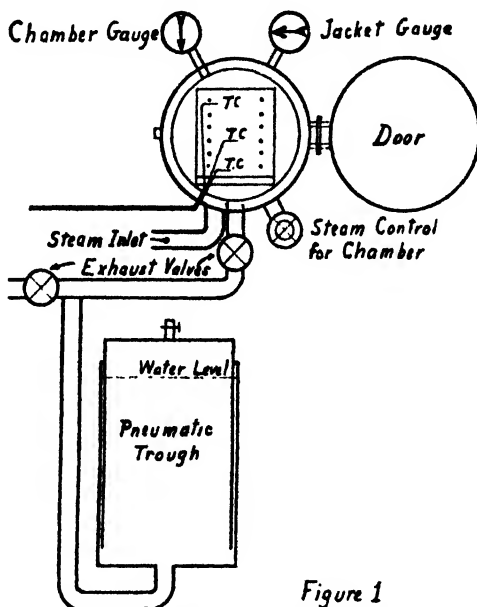 Chamber Gauge
Jacket Gauge
TC
TC
TC
Door
Steam Inlet
Steam Control
for Chamber
Exhaust Valves
Water Level
Pneumatic
Trough
Figure 1